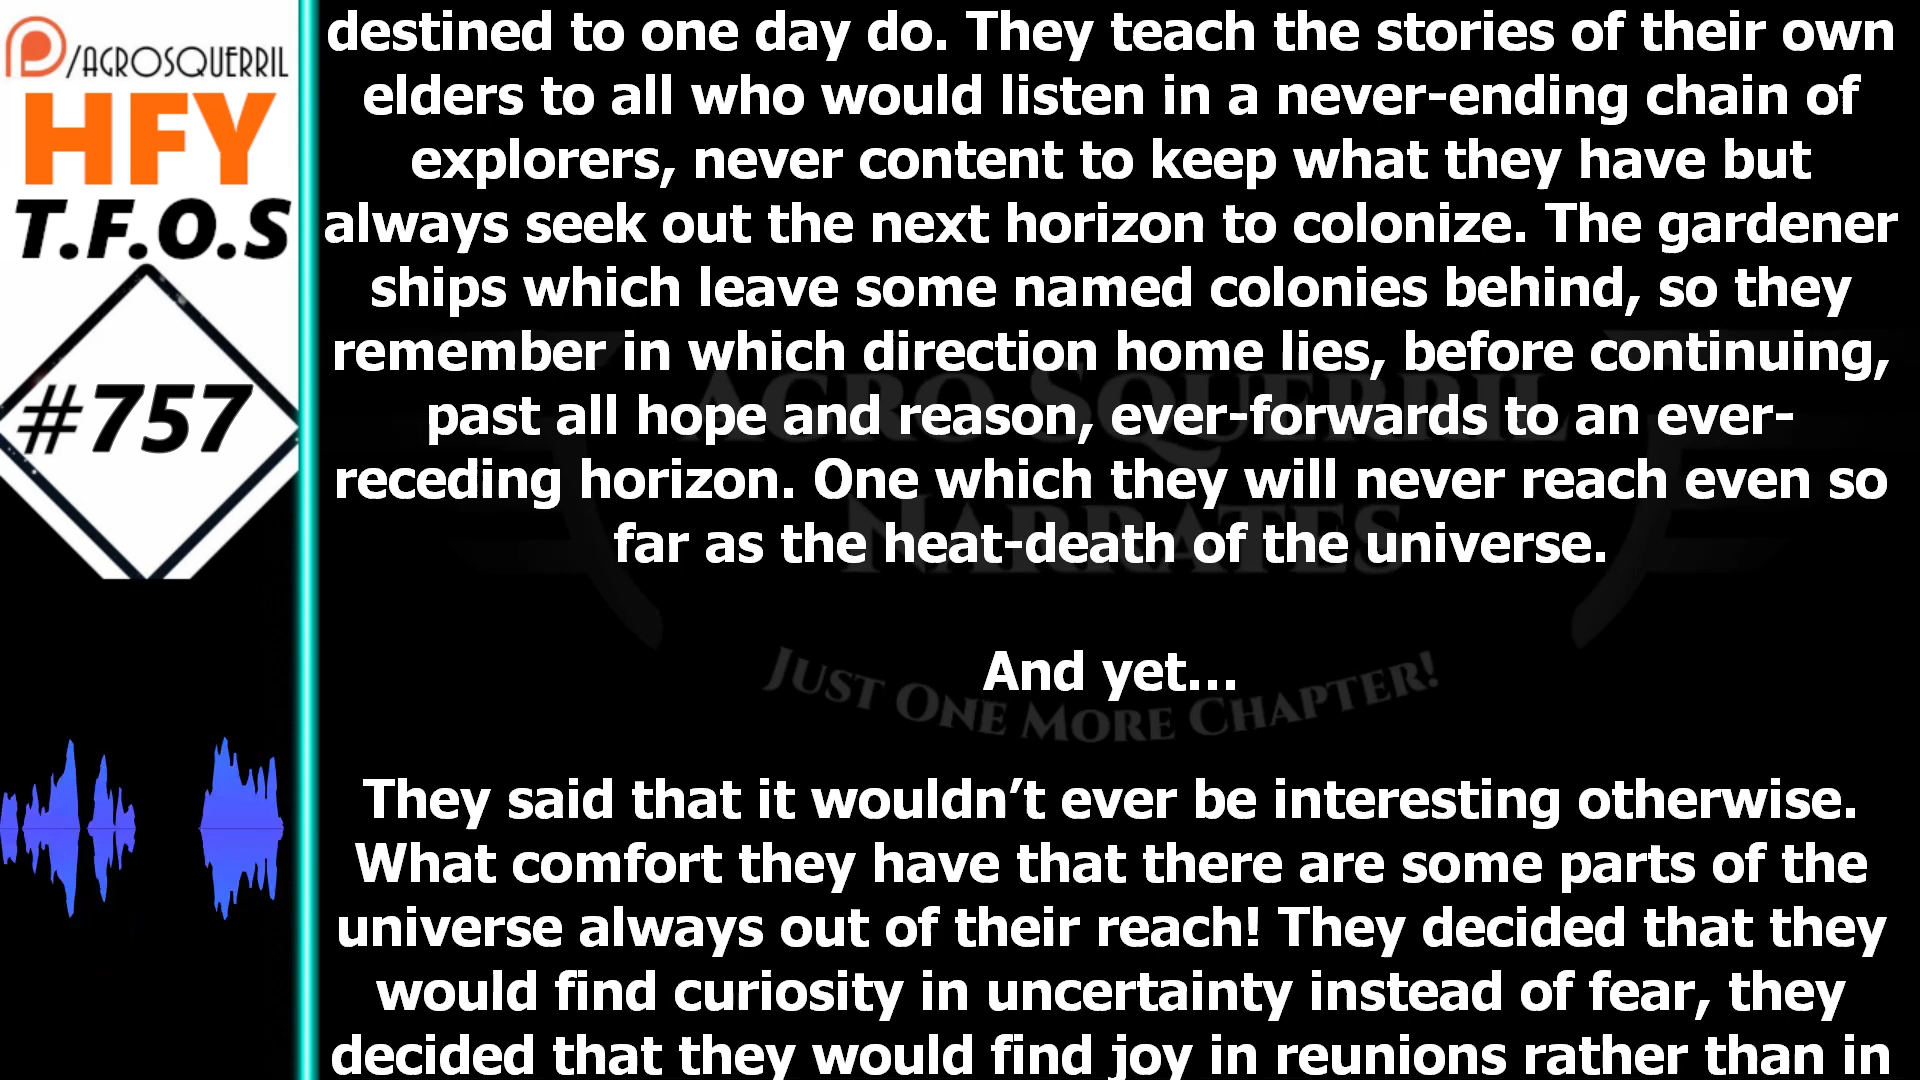 /AGROSQUERRIL
HFY
T.F.O.S
#757
destined to one day do. They teach the stories of their own
elders to all who would listen in a never-ending chain of
explorers, never content to keep what they have but
always seek out the next horizon to colonize. The gardener
ships which leave some named colonies behind, so they
remember in which direction home lies, before continuing,
past all hope and reason, ever-forwards to an ever-
receding horizon. One which they will never reach even so
far as the heat-death of the universe.
And yet…
They said that it wouldn’t ever be interesting otherwise.
What comfort they have that there are some parts of the
universe always out of their reach! They decided that they
would find curiosity in uncertainty instead of fear, they
decided that they would find joy in reunions rather than in
AGRO SQUERRIL
NARRATES
JUST ONE MORE CHAPTER!